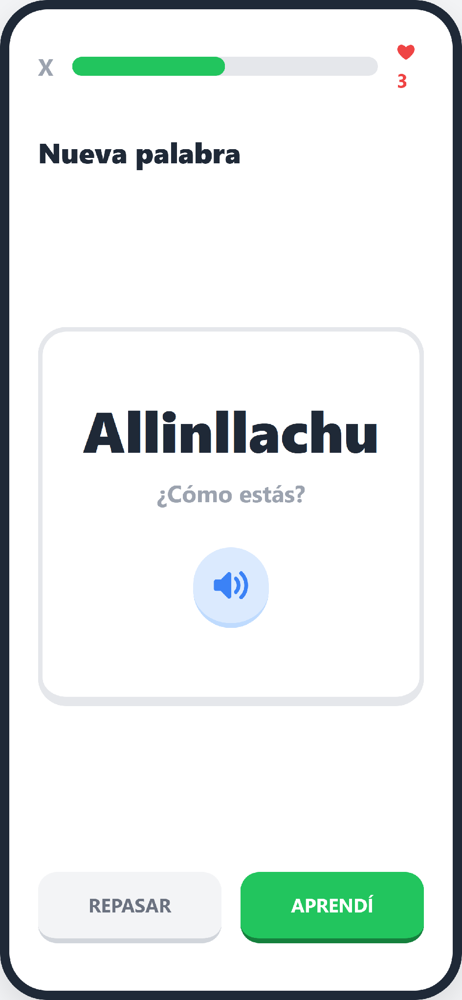 X
3
Nueva palabra
Allinllachu
¿Cómo estás?
REPASAR
APRENDÍ